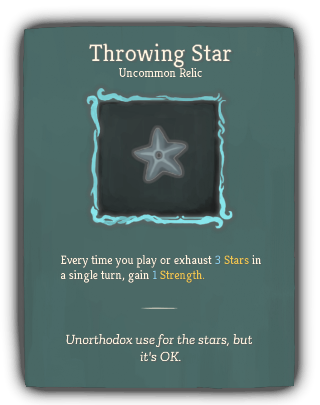 Throwing Star
Uncommon Relic
Every time you play or exhaust 3 Stars in
a single turn, gain 1 Strength.
Unorthodox use for the stars, but
it's OK.